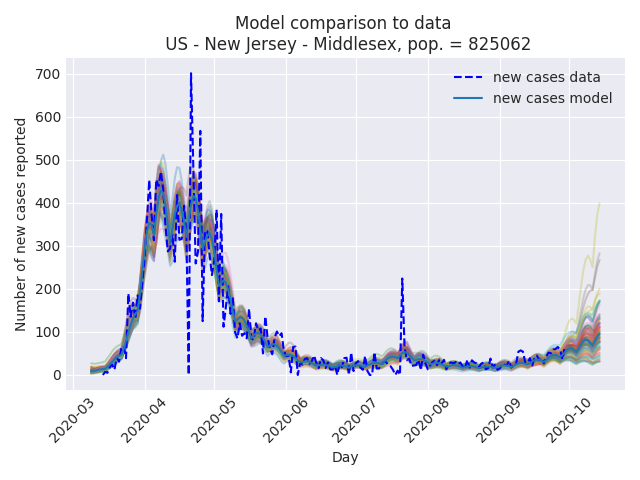 Model comparison to data
US - New Jersey - Middlesex, pop. = 825062
new cases data
new cases model
Number of new cases reported
700
600
500
400
300
200
100
0
2020-03
2020-04
2020-05
2020-06
2020-07
2020-08
2020-09
2020-10
Day